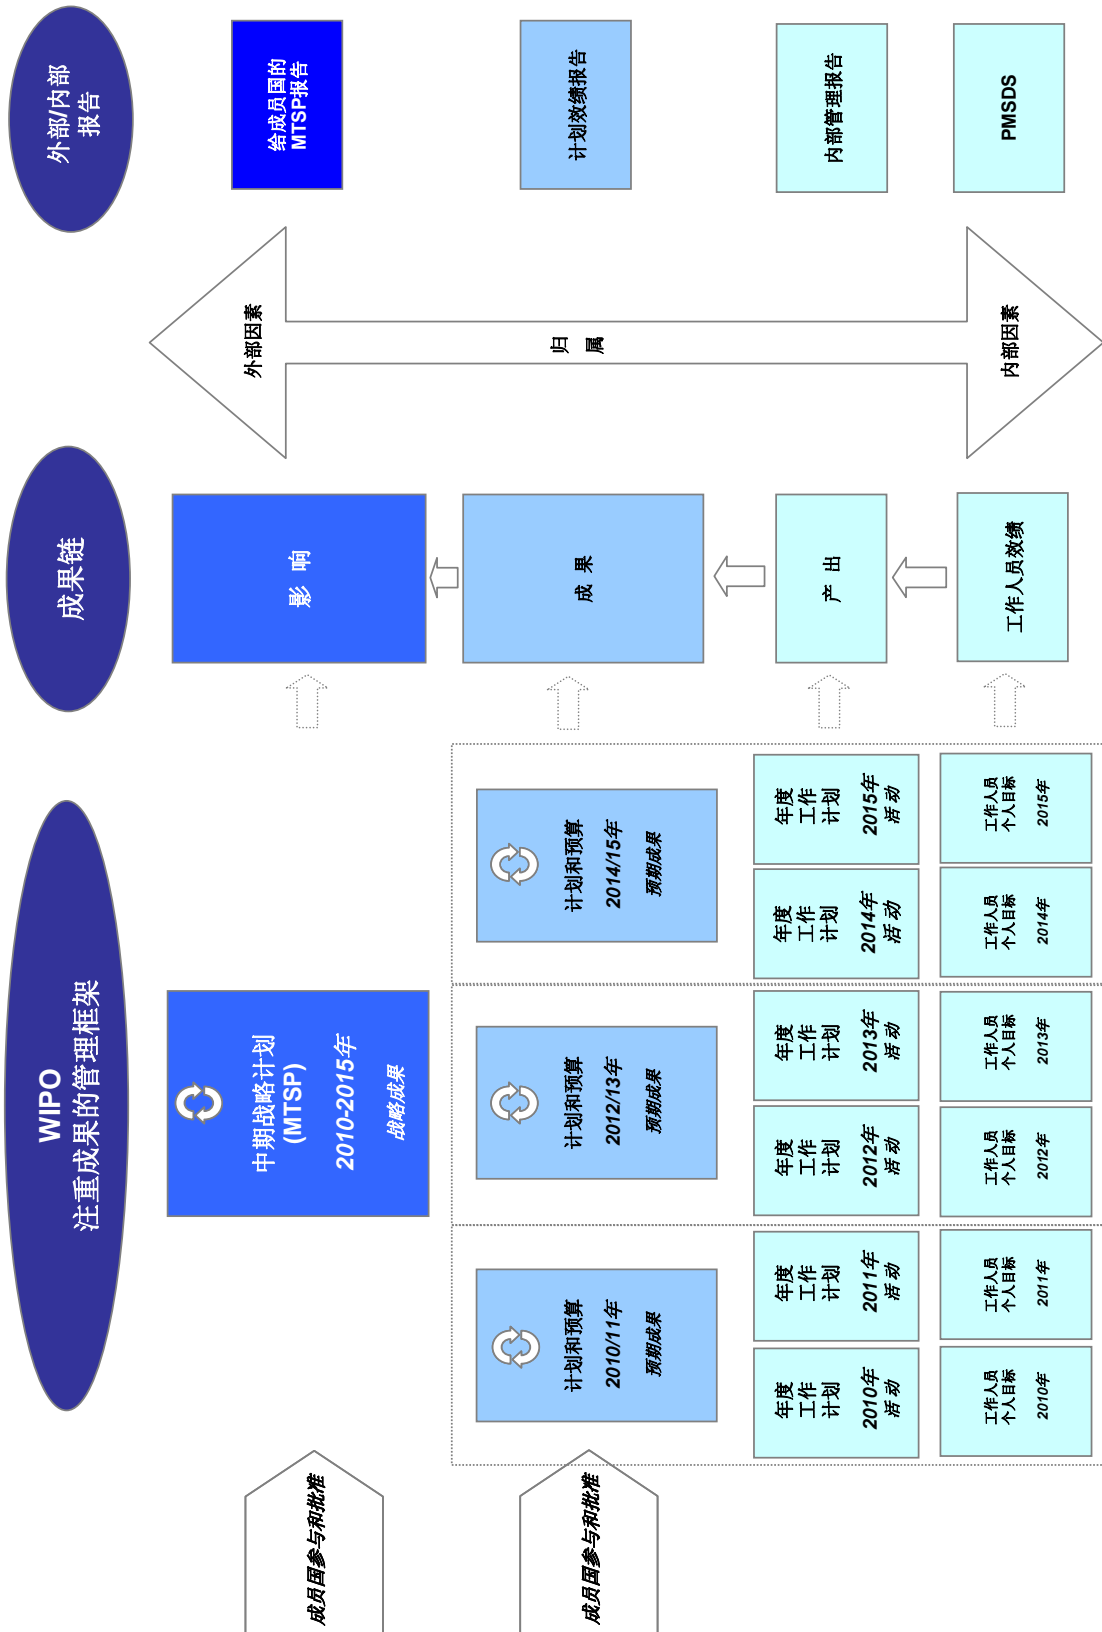 WIPO
注重成果的管理框架
成果链
外部/内部
报告
成员国参与和批准
中期战略计划
(MTSP)
2010-2015年
战略成果
影 响
外部因素
给成员国的
MTSP报告
成员国参与和批准
计划和预算
2010/11年
预期成果
计划和预算
2012/13年
预期成果
计划和预算
2014/15年
预期成果
成 果
归 属
计划效绩报告
年度
工作
计划
2010年
活 动
年度
工作
计划
2011年
活 动
年度
工作
计划
2012年
活 动
年度
工作
计划
2013年
活 动
年度
工作
计划
2014年
活 动
年度
工作
计划
2015年
活 动
产 出
内部管理报告
工作人员
个人目标
2010年
工作人员
个人目标
2011年
工作人员
个人目标
2012年
工作人员
个人目标
2013年
工作人员
个人目标
2014年
工作人员
个人目标
2015年
工作人员效绩
内部因素
PMSDS